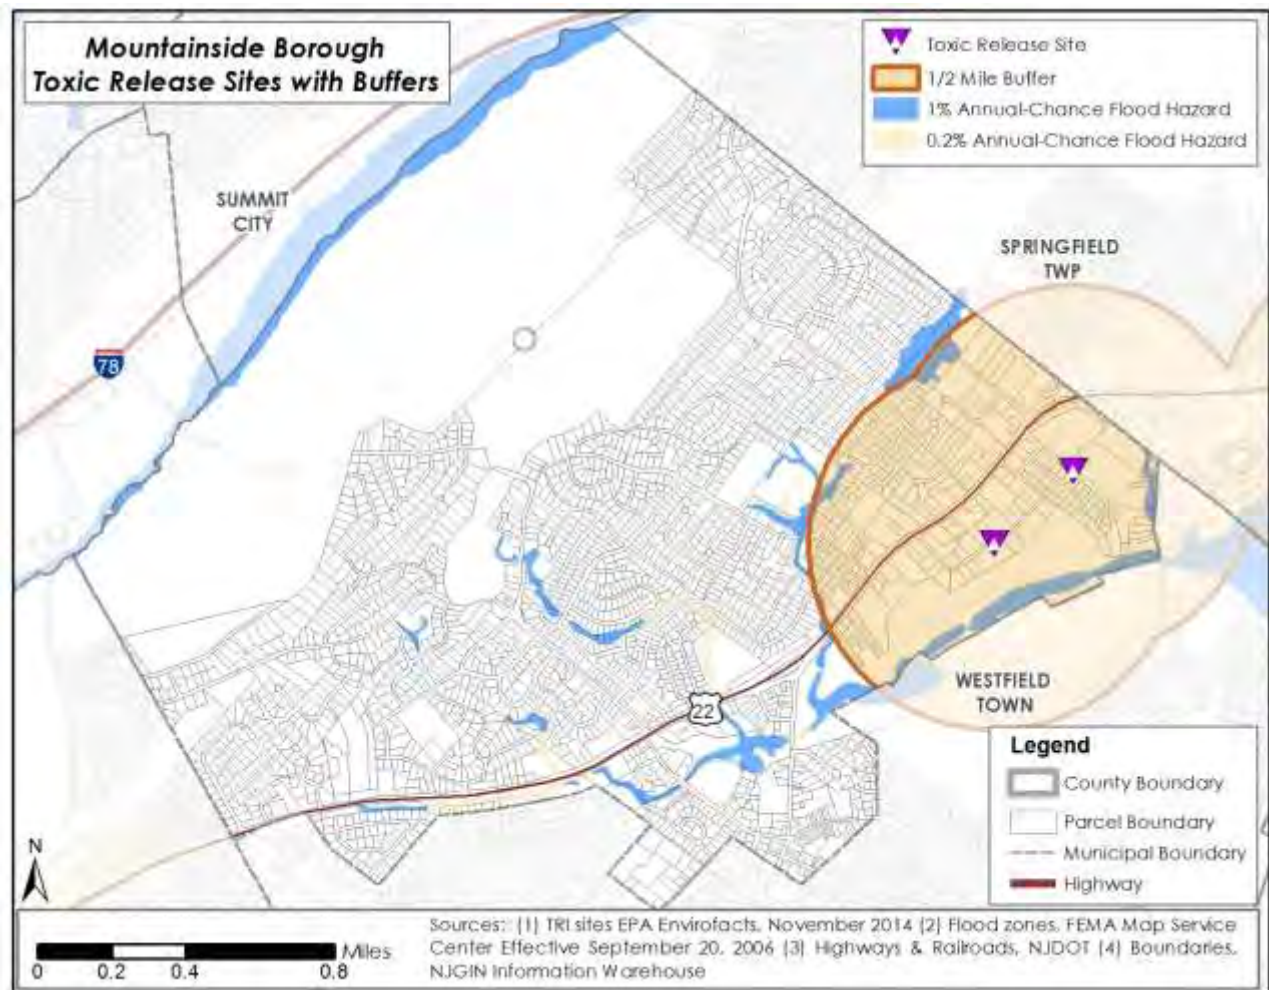 Mountainside Borough
Toxic Release Sites with Buffers
Toxic Release Site
1/2 Mile Buffer
1% Annual-Chance Flood Hazard
0.2% Annual-Chance Flood Hazard
SUMMIT
CITY
SPRINGFIELD
TWP
78
22
WESTFIELD
TOWN
Legend
County Boundary
Parcel Boundary
Municipal Boundary
Highway
N
Miles
0 0.2 0.4 0.8
Sources: (1) TRI sites EPA Envirofacts, November 2014 (2) Flood zones, FEMA Map Service
Center Effective September 20, 2006 (3) Highways & Railroads, NJDOT (4) Boundaries,
NJGIN Information Warehouse